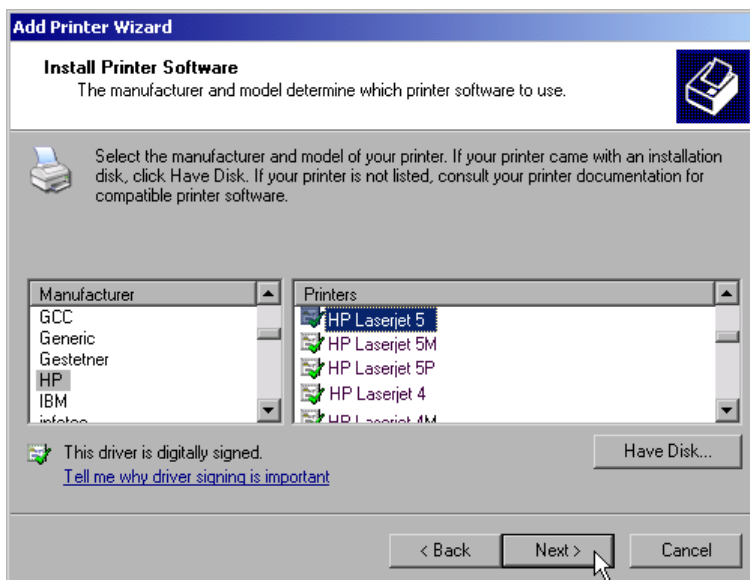 Add Printer Wizard
Install Printer Software
The manufacturer and model determine which printer software to use.
Select the manufacturer and model of your printer. If your printer came with an installation
disk, click Have Disk. If your printer is not listed, consult your printer documentation for
compatible printer software.
Manufacturer
GCC
Generic
Gestetner
HP
IBM
infotec
Printers
HP Laserjet 5
HP Laserjet 5M
HP Laserjet 5P
HP Laserjet 4
HP Laserjet 4M
This driver is digitally signed.
Tell me why driver signing is important
Have Disk...
< Back
Next >
Cancel